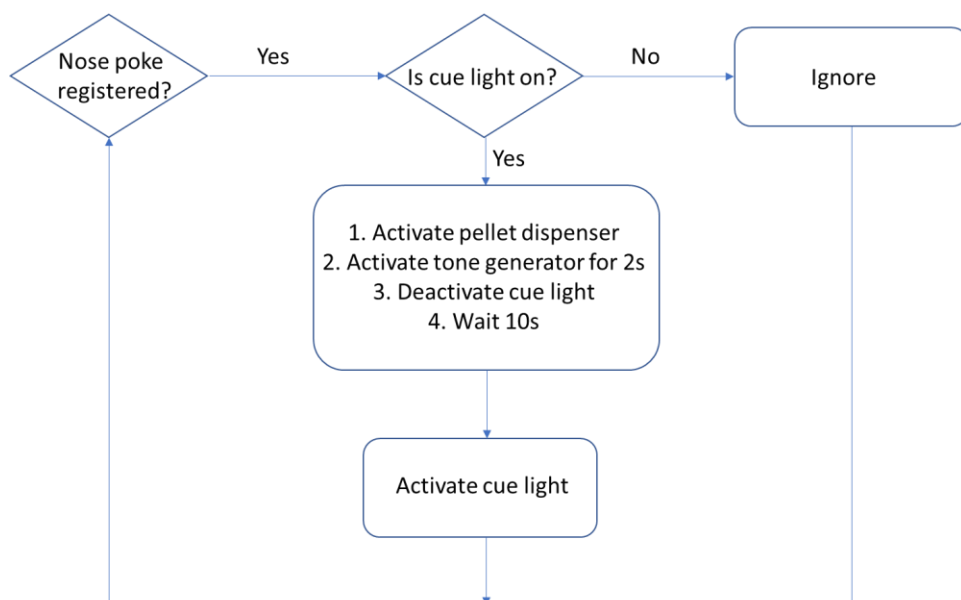 Nose poke
registered?
Yes
Is cue light on?
No
Ignore
Yes
1. Activate pellet dispenser
2. Activate tone generator for 2s
3. Deactivate cue light
4. Wait 10s
Activate cue light